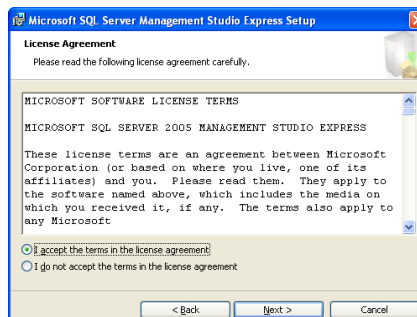 Microsoft SQL Server Management Studio Express Setup
License Agreement
Please read the following license agreement carefully.
MICROSOFT SOFTWARE LICENSE TERMS
MICROSOFT SQL SERVER 2005 MANAGEMENT STUDIO EXPRESS
These license terms are an agreement between Microsoft
Corporation (or based on where you live, one of its
affiliates) and you.  Please read them.  They apply to
the software named above, which includes the media on
which you received it, if any.  The terms also apply to
any Microsoft
I accept the terms in the license agreement
I do not accept the terms in the license agreement
< Back
Next >
Cancel